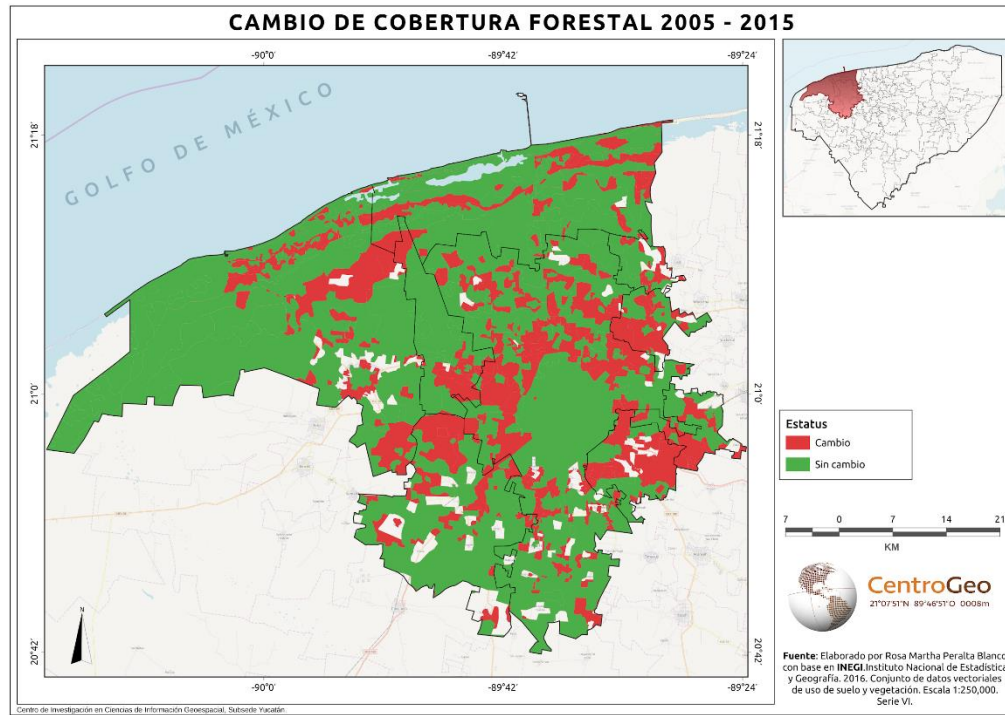 CAMBIO DE COBERTURA FORESTAL 2005 - 2015
-90°0′
-89°42′
-89°24′
21°18′
21°18′
GOLFO DE MÉXICO
21°0′
21°0′
Estatus
Cambio
Sin cambio
7 0 7 14 21
KM
CentroGeo
21°07′51″N 89°46′51″O 0008m
N
20°42′
20°42′
-90°0′
-89°42′
-89°24′
Fuente: Elaborado por Rosa Martha Peralta Blanco
con base en INEGI.Instituto Nacional de Estadística
y Geografía. 2016. Conjunto de datos vectoriales
de uso de suelo y vegetación. Escala 1:250,000.
Serie VI.
Centro de Investigación en Ciencias de Información Geoespacial, Subsede Yucatán.